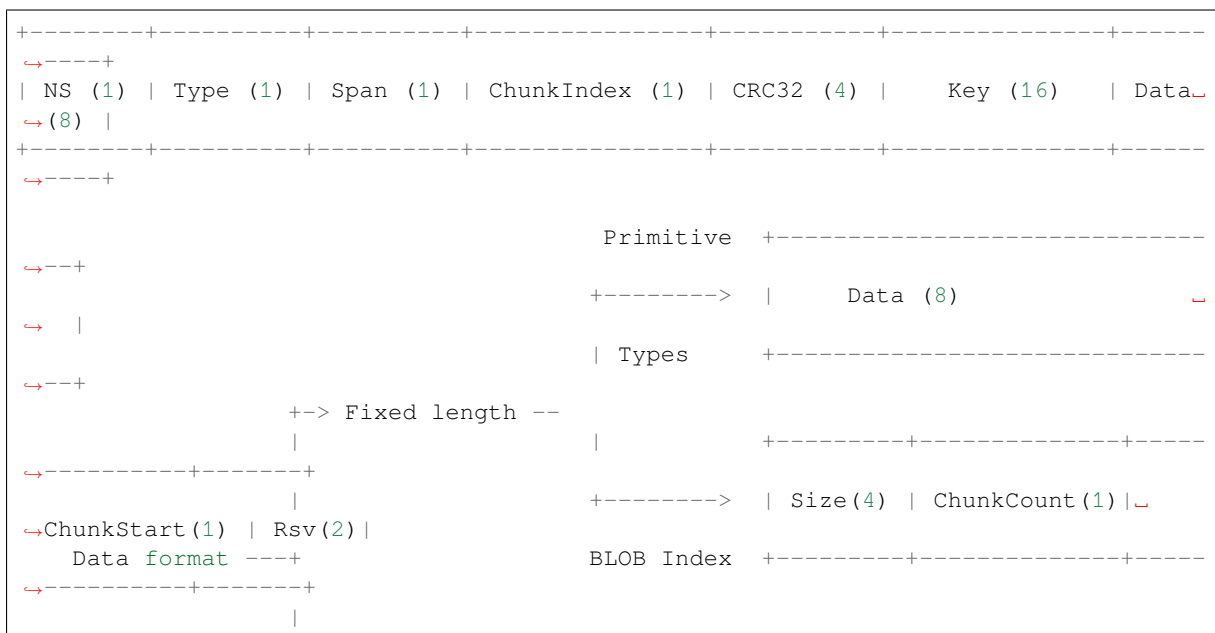 +--------+----------+----------+----------------+-----------+---------------+------
↪----+
| NS (1) | Type (1) | Span (1) | ChunkIndex (1) | CRC32 (4) |    Key (16)   | Data␣
↪(8) |
+--------+----------+----------+----------------+-----------+---------------+------
↪----+
                                         Primitive  +------------------------------
↪--+
                                        +-------->  |     Data (8)                ␣
↪  |
                                        | Types     +------------------------------
↪--+
                   +-> Fixed length --
                   |                    |           +---------+--------------+-----
↪----------+-------+
                   |                    +-------->  | Size(4) | ChunkCount(1)|␣
↪ChunkStart(1) | Rsv(2)|
    Data format ---+                    BLOB Index  +---------+--------------+-----
↪----------+-------+
                   |